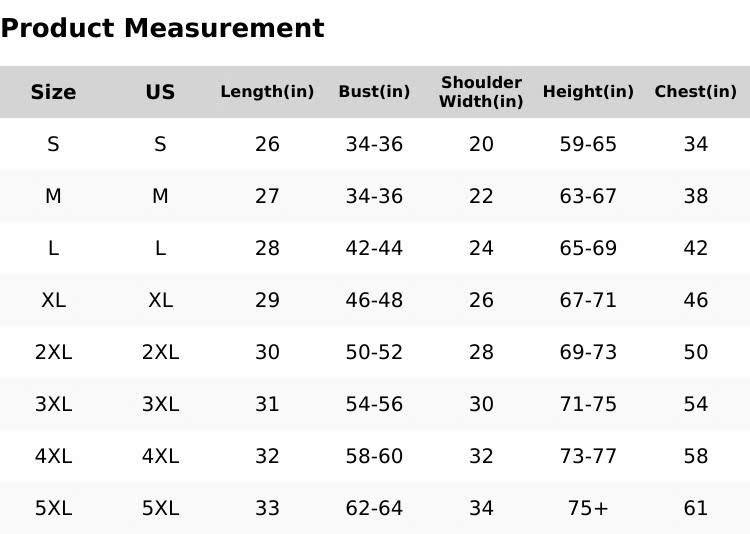 Product Measurement
Size US Length(in) Bust(in) Shoulder Width(in) Height(in) Chest(in)
S S 26 34-36 20 59-65 34
M M 27 34-36 22 63-67 38
L L 28 42-44 24 65-69 42
XL XL 29 46-48 26 67-71 46
2XL 2XL 30 50-52 28 69-73 50
3XL 3XL 31 54-56 30 71-75 54
4XL 4XL 32 58-60 32 73-77 58
5XL 5XL 33 62-64 34 75+ 61